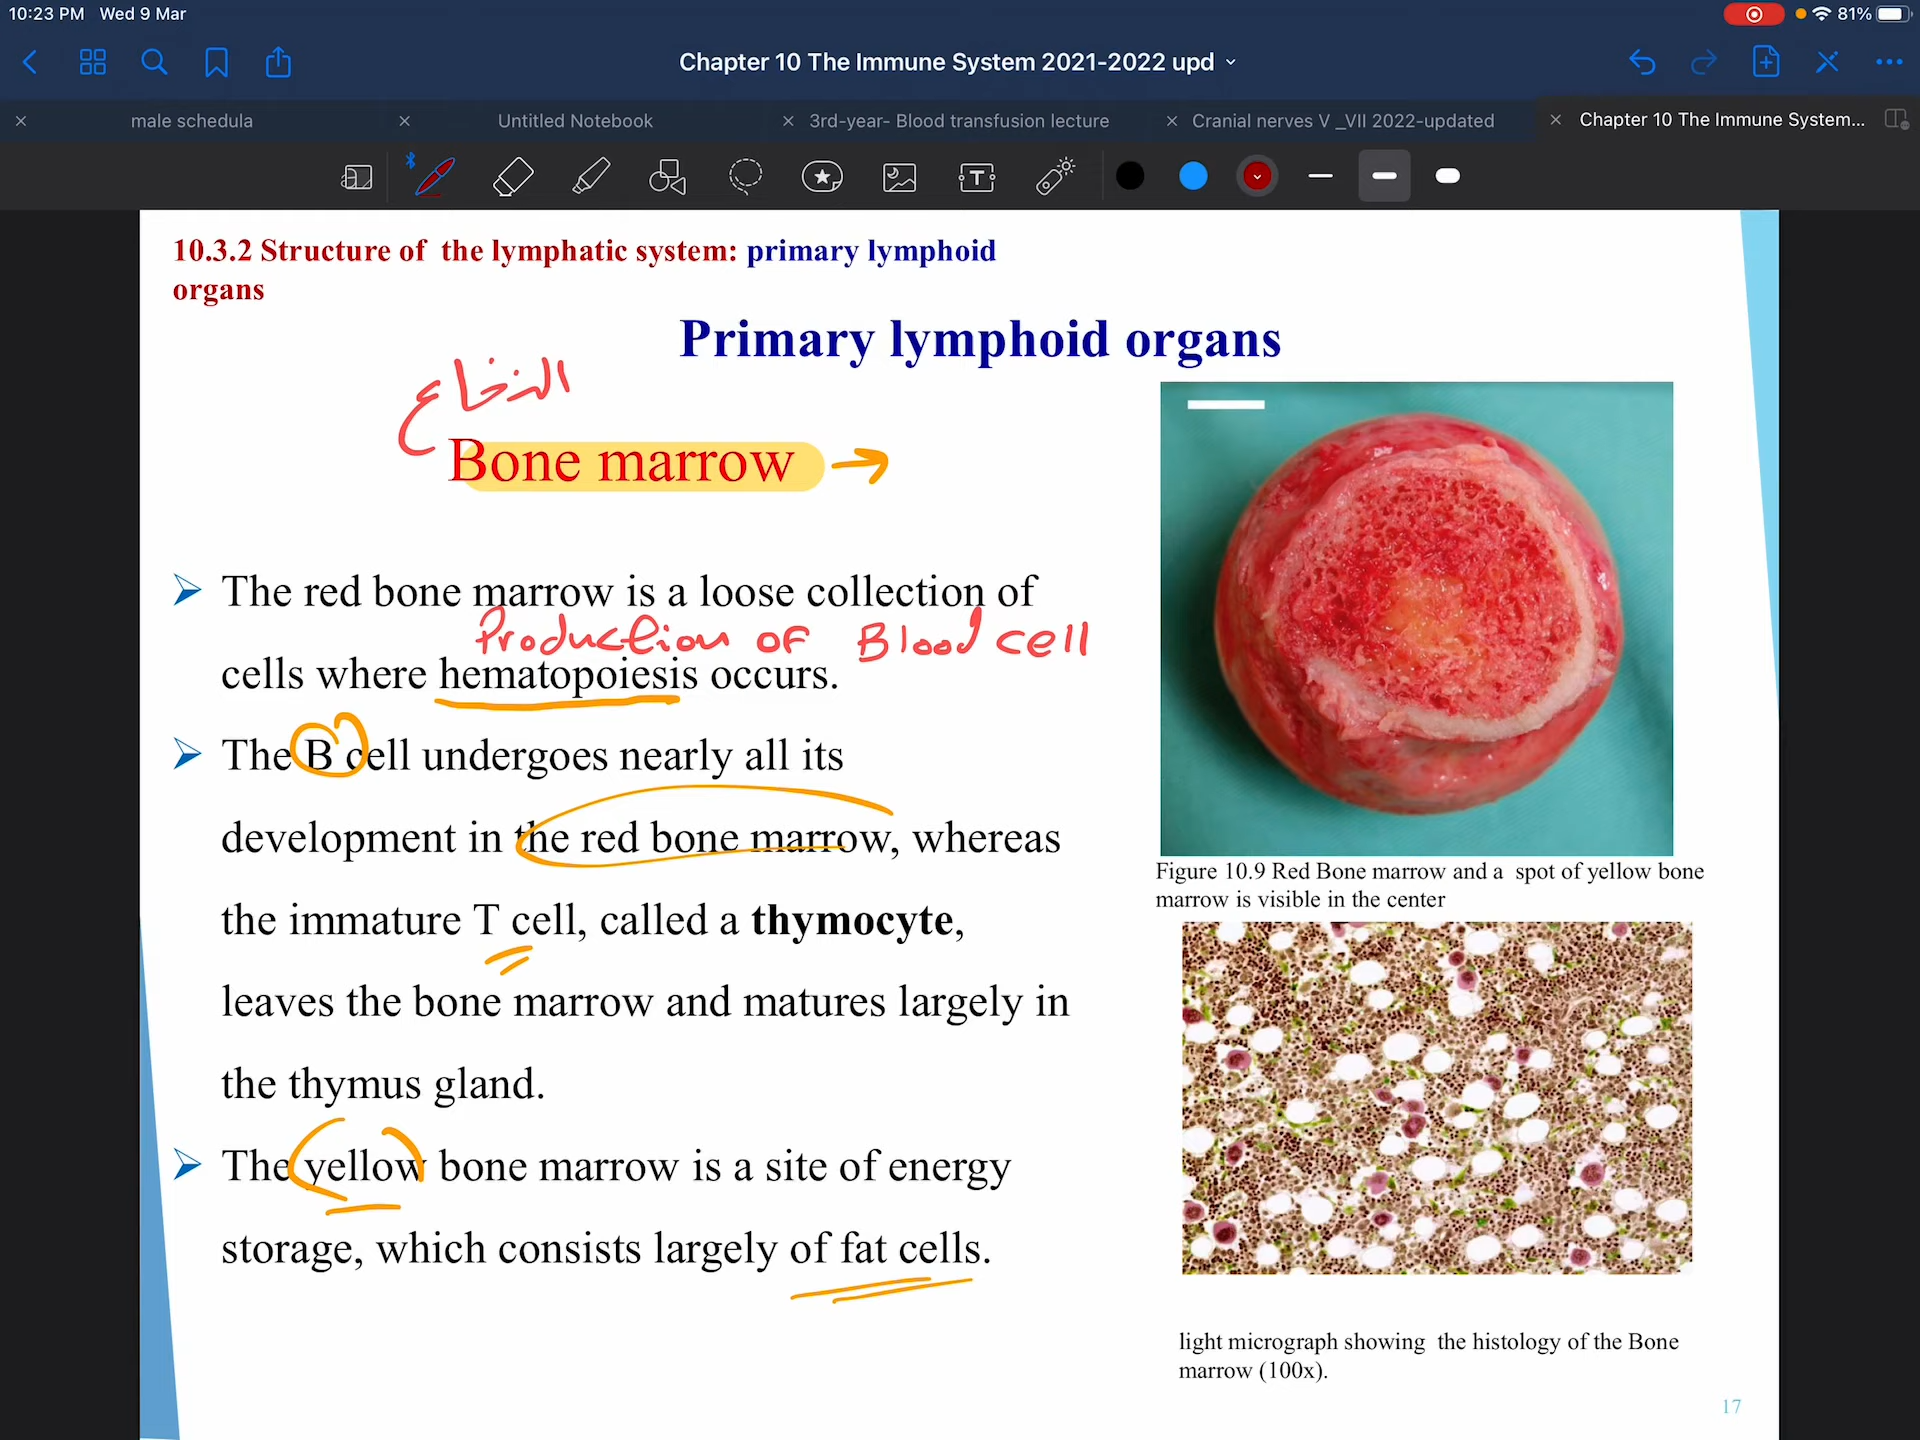 10:23 PM Wed 9 Mar
81%
Chapter 10 The Immune System 2021-2022 upd
male schedula
Untitled Notebook
3rd-year- Blood transfusion lecture
Cranial nerves V _VII 2022-updated
Chapter 10 The Immune System...
10.3.2 Structure of the lymphatic system: primary lymphoid
organs
Primary lymphoid organs
النخاع
Bone marrow →
The red bone marrow is a loose collection of
Production of Blood cell
cells where hematopoiesis occurs.
The B cell undergoes nearly all its
development in the red bone marrow, whereas
the immature T cell, called a thymocyte,
leaves the bone marrow and matures largely in
the thymus gland.
The yellow bone marrow is a site of energy
storage, which consists largely of fat cells.
Figure 10.9 Red Bone marrow and a spot of yellow bone
marrow is visible in the center
light micrograph showing the histology of the Bone
marrow (100x).
17